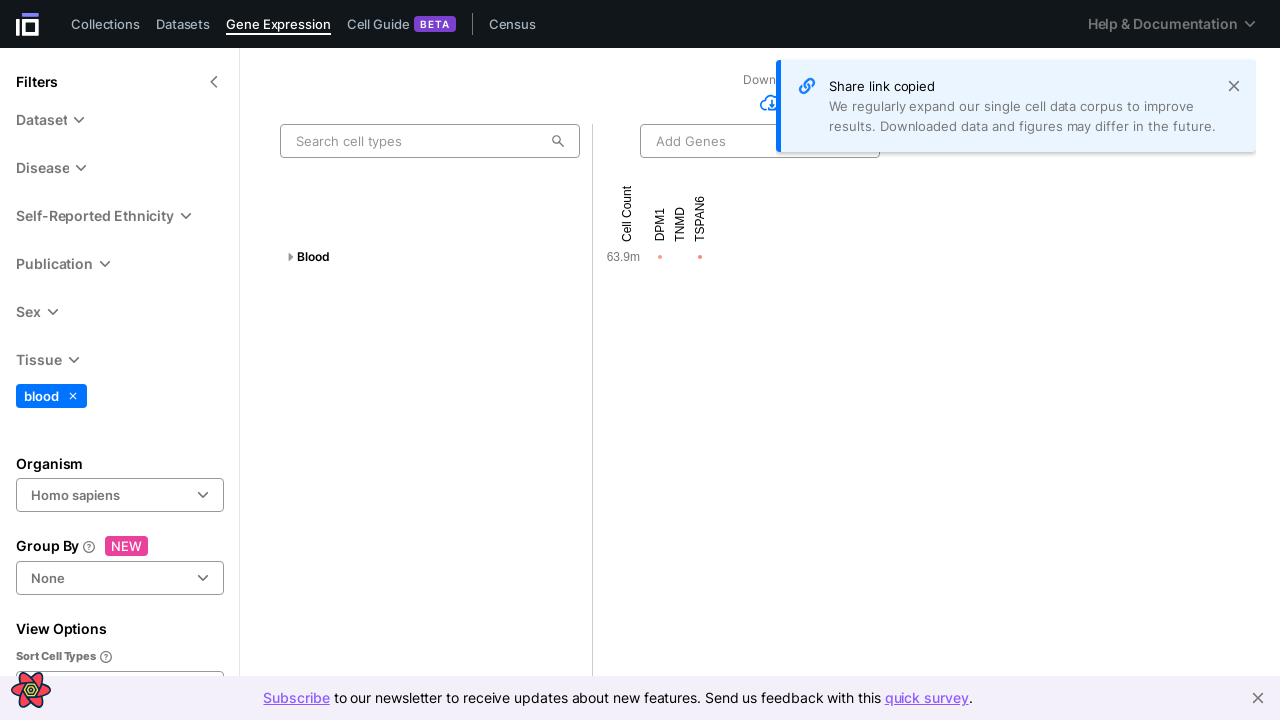 Collections Datasets Gene Expression Cell Guide BETA Census Help & Documentation
Filters
Dataset
Disease
Self-Reported Ethnicity
Publication
Sex
Tissue
blood
Organism
Homo sapiens
Group By NEW
None
View Options
Sort Cell Types
Share link copied
We regularly expand our single cell data corpus to improve
results. Downloaded data and figures may differ in the future.
Search cell types
Add Genes
Cell Count
DPM1
TNMD
TSPAN6
Blood
63.9m
Subscribe to our newsletter to receive updates about new features. Send us feedback with this quick survey.